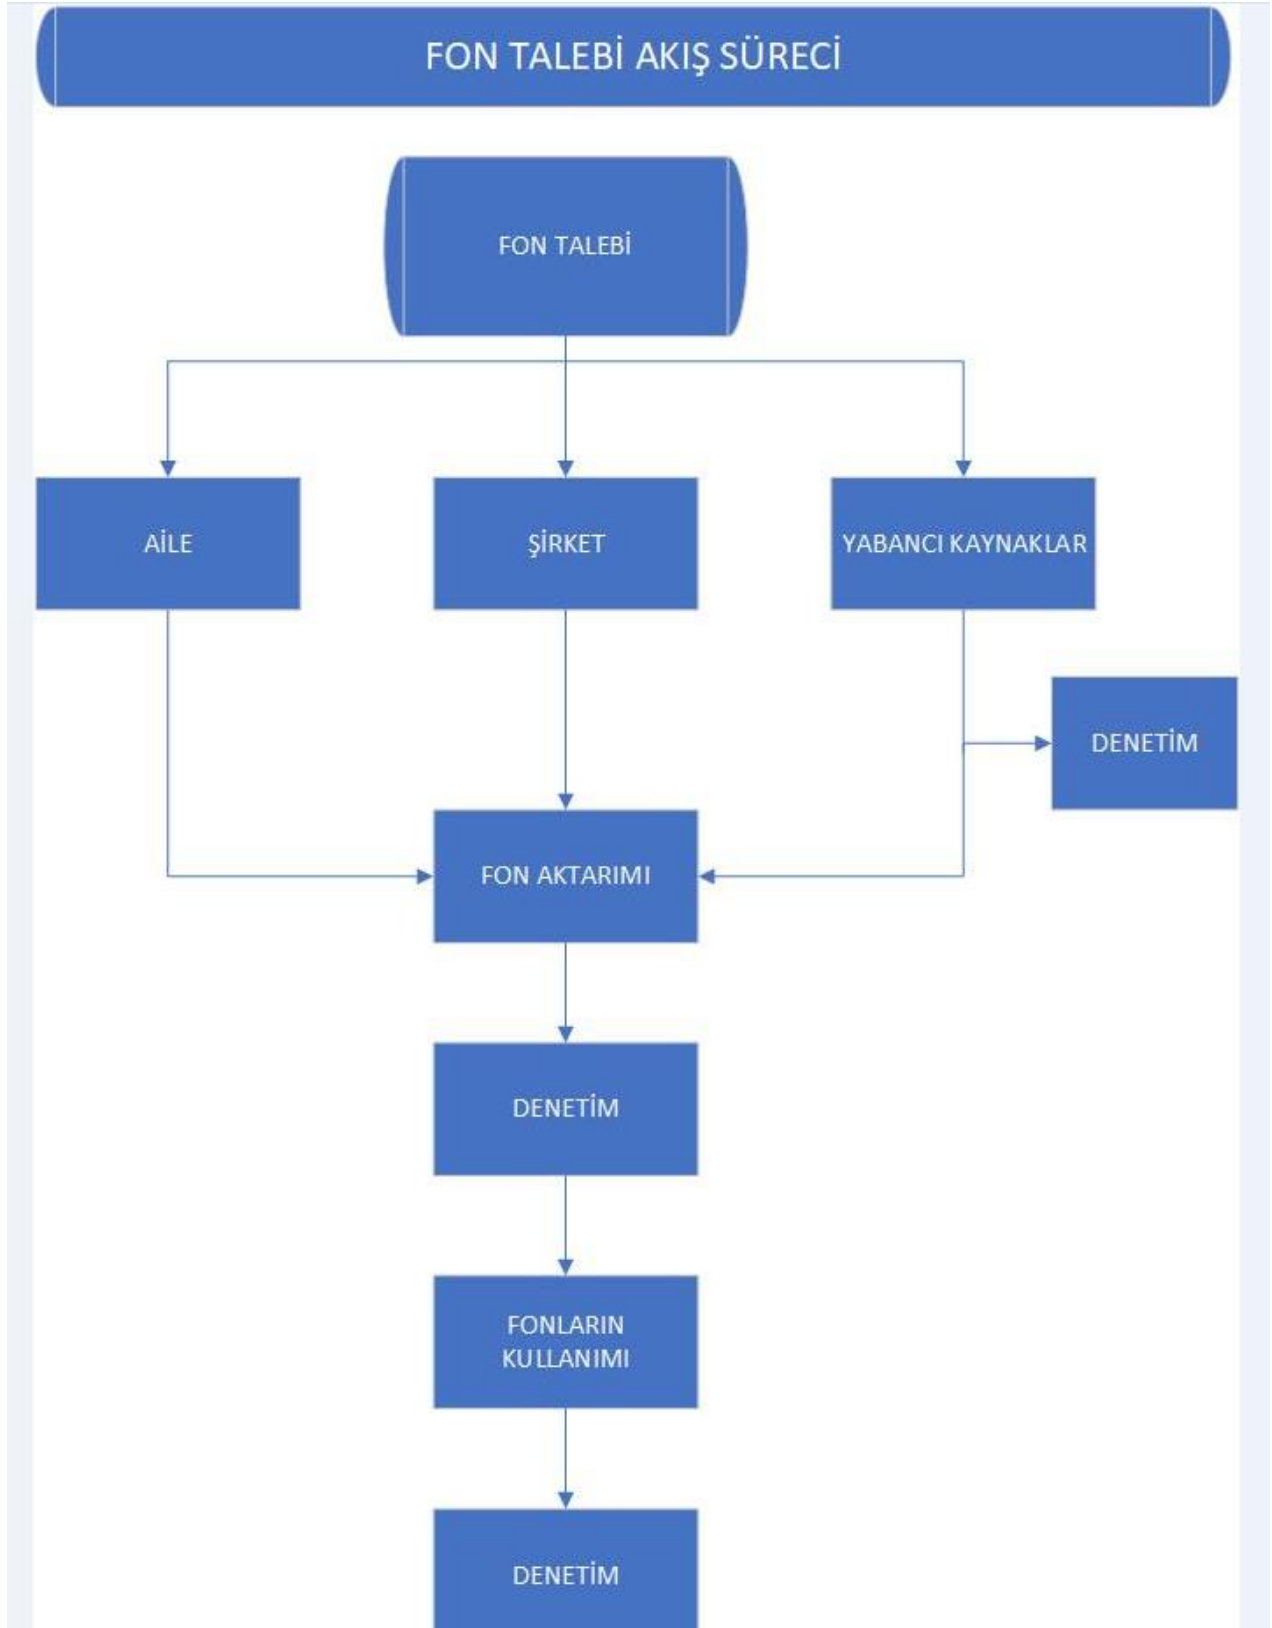 FON TALEBİ AKIŞ SÜRECİ
FON TALEBİ
AİLE
ŞİRKET
YABANCI KAYNAKLAR
DENETİM
FON AKTARIMI
DENETİM
FONLARIN
KULLANIMI
DENETİM